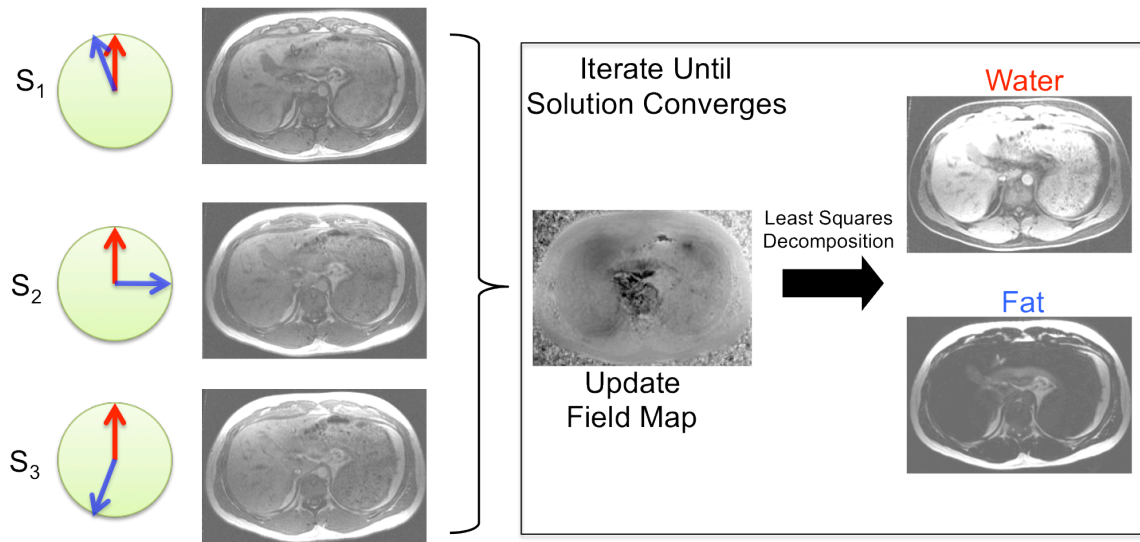 S1
S2
S3
Iterate Until
Solution Converges
Update
Field Map
Least Squares
Decomposition
Water
Fat